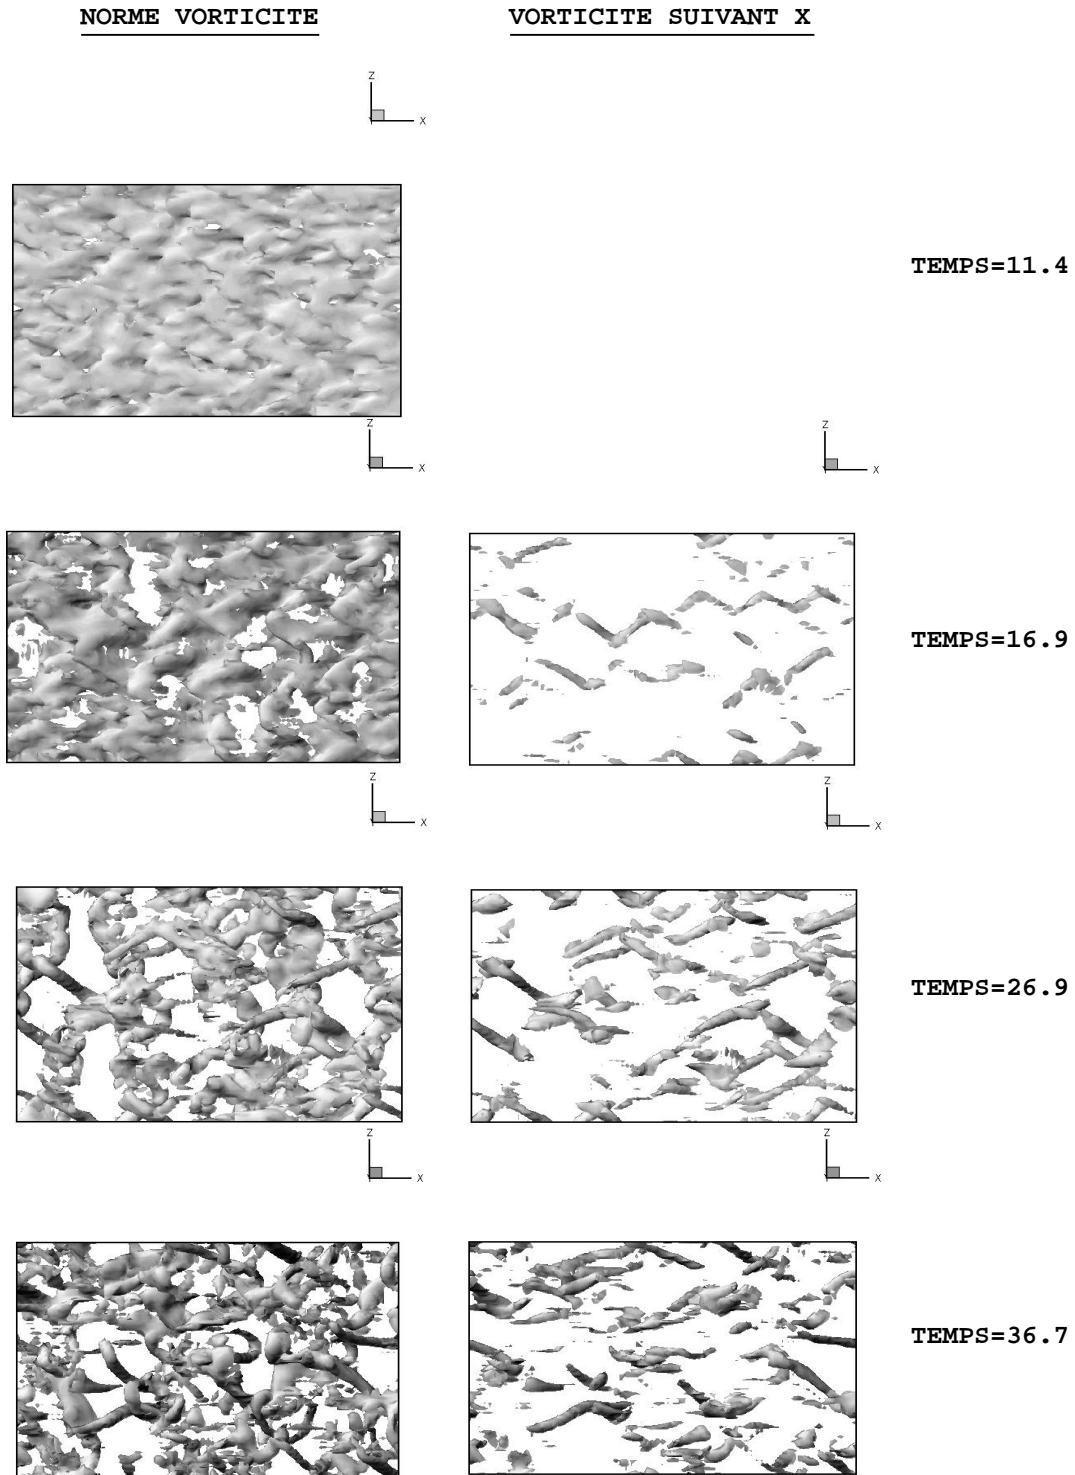 NORME VORTICITE
VORTICITE SUIVANT X
Z
X
TEMPS=11.4
Z
X
Z
X
TEMPS=16.9
Z
X
Z
X
TEMPS=26.9
Z
X
Z
X
TEMPS=36.7